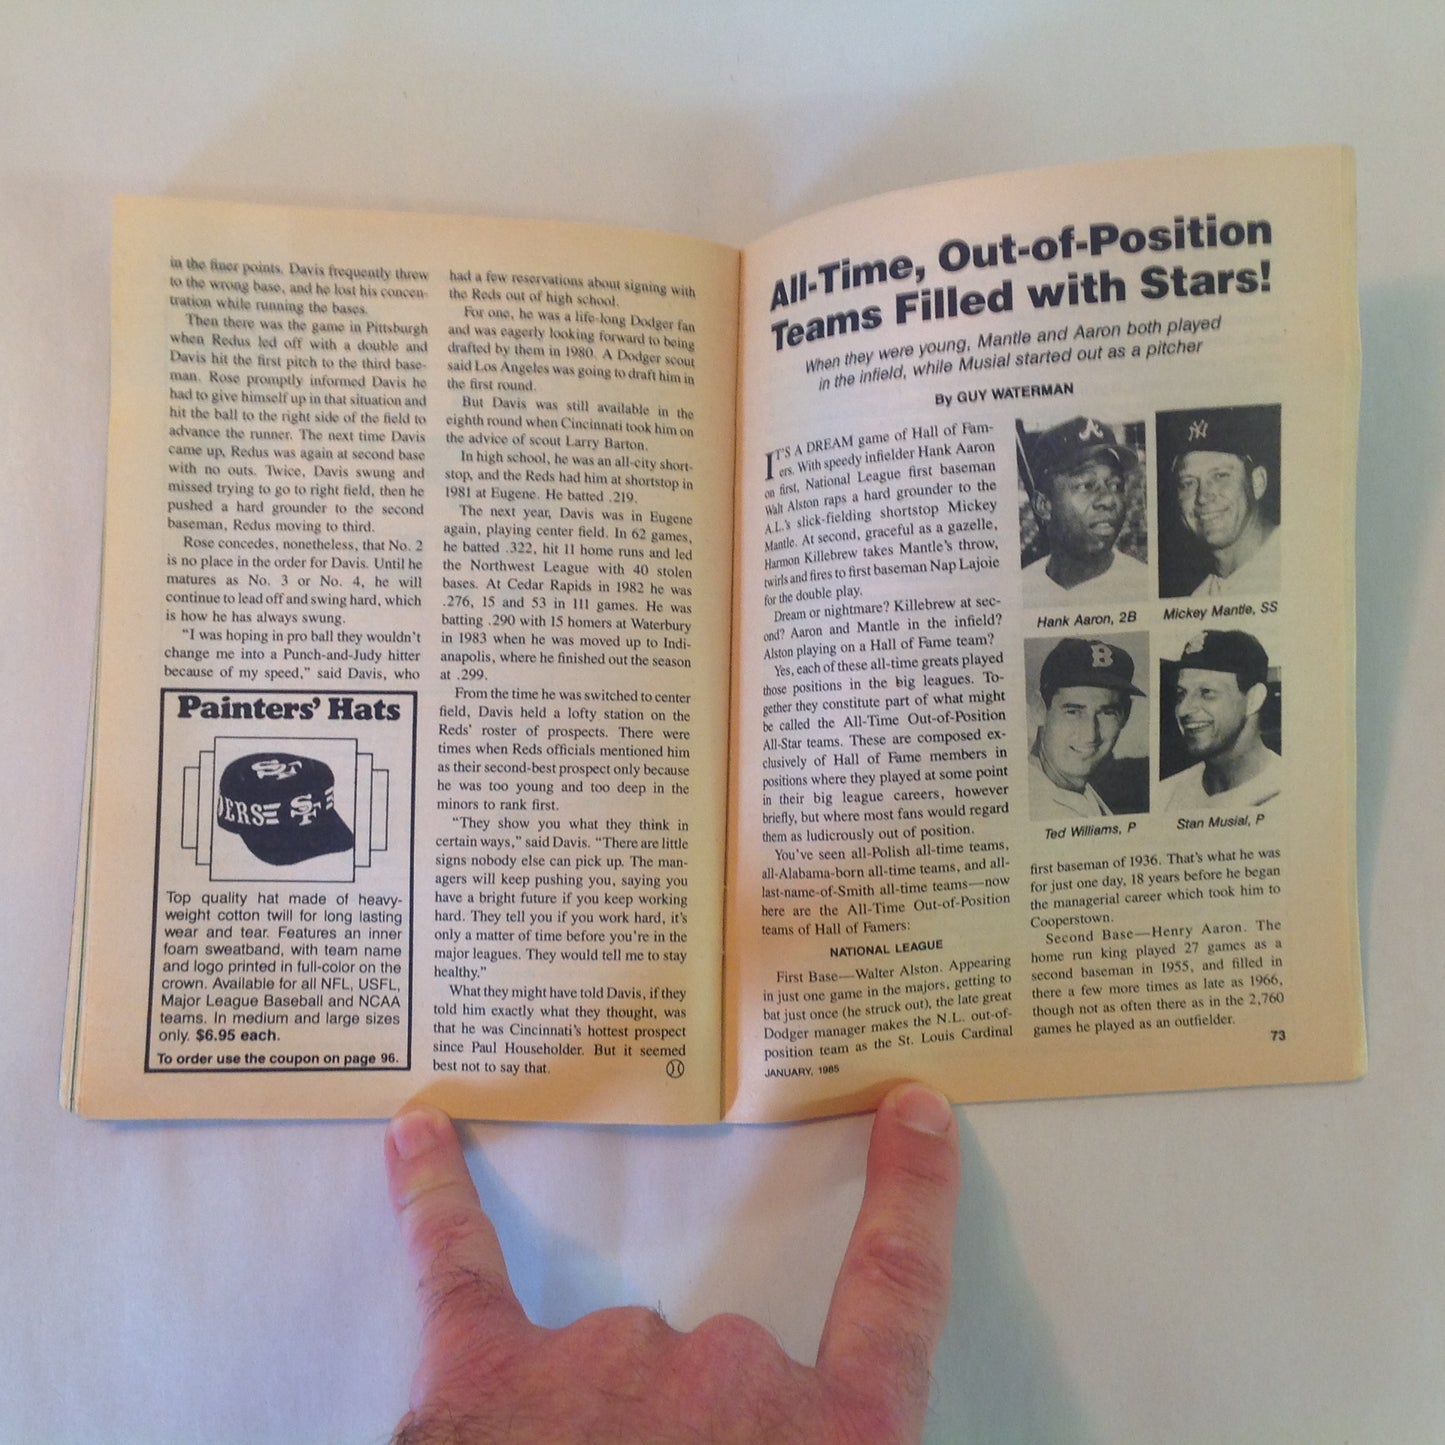 in the finer points. Davis frequently threw
to the wrong base, and he lost his concen-
tration while running the bases.
Then there was the game in Pittsburgh
when Redus led off with a double and
Davis hit the first pitch to the third base-
man. Rose promptly informed Davis he
had to give himself up in that situation and
hit the ball to the right side of the field to
advance the runner. The next time Davis
came up, Redus was again at second base
with no outs. Twice, Davis swung and
missed trying to go to right field, then he
pushed a hard grounder to the second
baseman, Redus moving to third.
Rose concedes, nonetheless, that No. 2
is no place in the order for Davis. Until he
matures as No. 3 or No. 4, he will
continue to lead off and swing hard, which
is how he has always swung.
"I was hoping in pro ball they wouldn't
change me into a Punch-and-Judy hitter
because of my speed," said Davis, who
Painters' Hats
SF
DERS
SF
Top quality hat made of heavy-
weight cotton twill for long lasting
wear and tear. Features an inner
foam sweatband, with team name
and logo printed in full-color on the
crown. Available for all NFL, USFL,
Major League Baseball and NCAA
teams. In medium and large sizes
only. $6.95 each.
To order use the coupon on page 96.
had a few reservations about signing with
the Reds out of high school.
For one, he was a life-long Dodger fan
and was eagerly looking forward to being
drafted by them in 1980. A Dodger scout
said Los Angeles was going to draft him in
the first round.
But Davis was still available in the
eighth round when Cincinnati took him on
the advice of scout Larry Barton.
In high school, he was an all-city short-
stop, and the Reds had him at shortstop in
1981 at Eugene. He batted .219.
The next year, Davis was in Eugene
again, playing center field. In 62 games,
he batted .322, hit 11 home runs and led
the Northwest League with 40 stolen
bases. At Cedar Rapids in 1982 he was
.276, 15 and 53 in 111 games. He was
batting .290 with 15 homers at Waterbury
in 1983 when he was moved up to Indi-
anapolis, where he finished out the season
at .299.
From the time he was switched to center
field, Davis held a lofty station on the
Reds' roster of prospects. There were
times when Reds officials mentioned him
as their second-best prospect only because
he was too young and too deep in the
minors to rank first.
"They show you what they think in
certain ways," said Davis. "There are little
signs nobody else can pick up. The man-
agers will keep pushing you, saying you
have a bright future if you keep working
hard. They tell you if you work hard, it's
only a matter of time before you're in the
major leagues. They would tell me to stay
healthy."
What they might have told Davis, if they
told him exactly what they thought, was
that he was Cincinnati's hottest prospect
since Paul Householder. But it seemed
best not to say that.
All-Time, Out-of-Position
Teams Filled with Stars!
When they were young, Mantle and Aaron both played
in the infield, while Musial started out as a pitcher
By GUY WATERMAN
IT'S A DREAM game of Hall of Fam-
ers. With speedy infielder Hank Aaron
on first, National League first baseman
Walt Alston raps a hard grounder to the
A.L.'s slick-fielding shortstop Mickey
Mantle. At second, graceful as a gazelle,
Harmon Killebrew takes Mantle's throw,
twirls and fires to first baseman Nap Lajoie
for the double play.
Dream or nightmare? Killebrew at sec-
ond? Aaron and Mantle in the infield?
Alston playing on a Hall of Fame team?
Yes, each of these all-time greats played
those positions in the big leagues. To-
gether they constitute part of what might
be called the All-Time Out-of-Position
All-Star teams. These are composed ex-
clusively of Hall of Fame members in
positions where they played at some point
in their big league careers, however
briefly, but where most fans would regard
them as ludicrously out of position.
You've seen all-Polish all-time teams,
all-Alabama-born all-time teams, and all-
last-name-of-Smith all-time teams—now
here are the All-Time Out-of-Position
teams of Hall of Famers:
NATIONAL LEAGUE
First Base—Walter Alston. Appearing
in just one game in the majors, getting to
bat just once (he struck out), the late great
Dodger manager makes the N.L. out-of-
position team as the St. Louis Cardinal
JANUARY, 1985
A
NY
Hank Aaron, 2B
Mickey Mantle, SS
B
Ted Williams, P
Stan Musial, P
first baseman of 1936. That's what he was
for just one day, 18 years before he began
the managerial career which took him to
Cooperstown.
Second Base—Henry Aaron. The
home run king played 27 games as a
second baseman in 1955, and filled in
there a few more times as late as 1966,
though not as often there as in the 2,760
games he played as an outfielder.
73